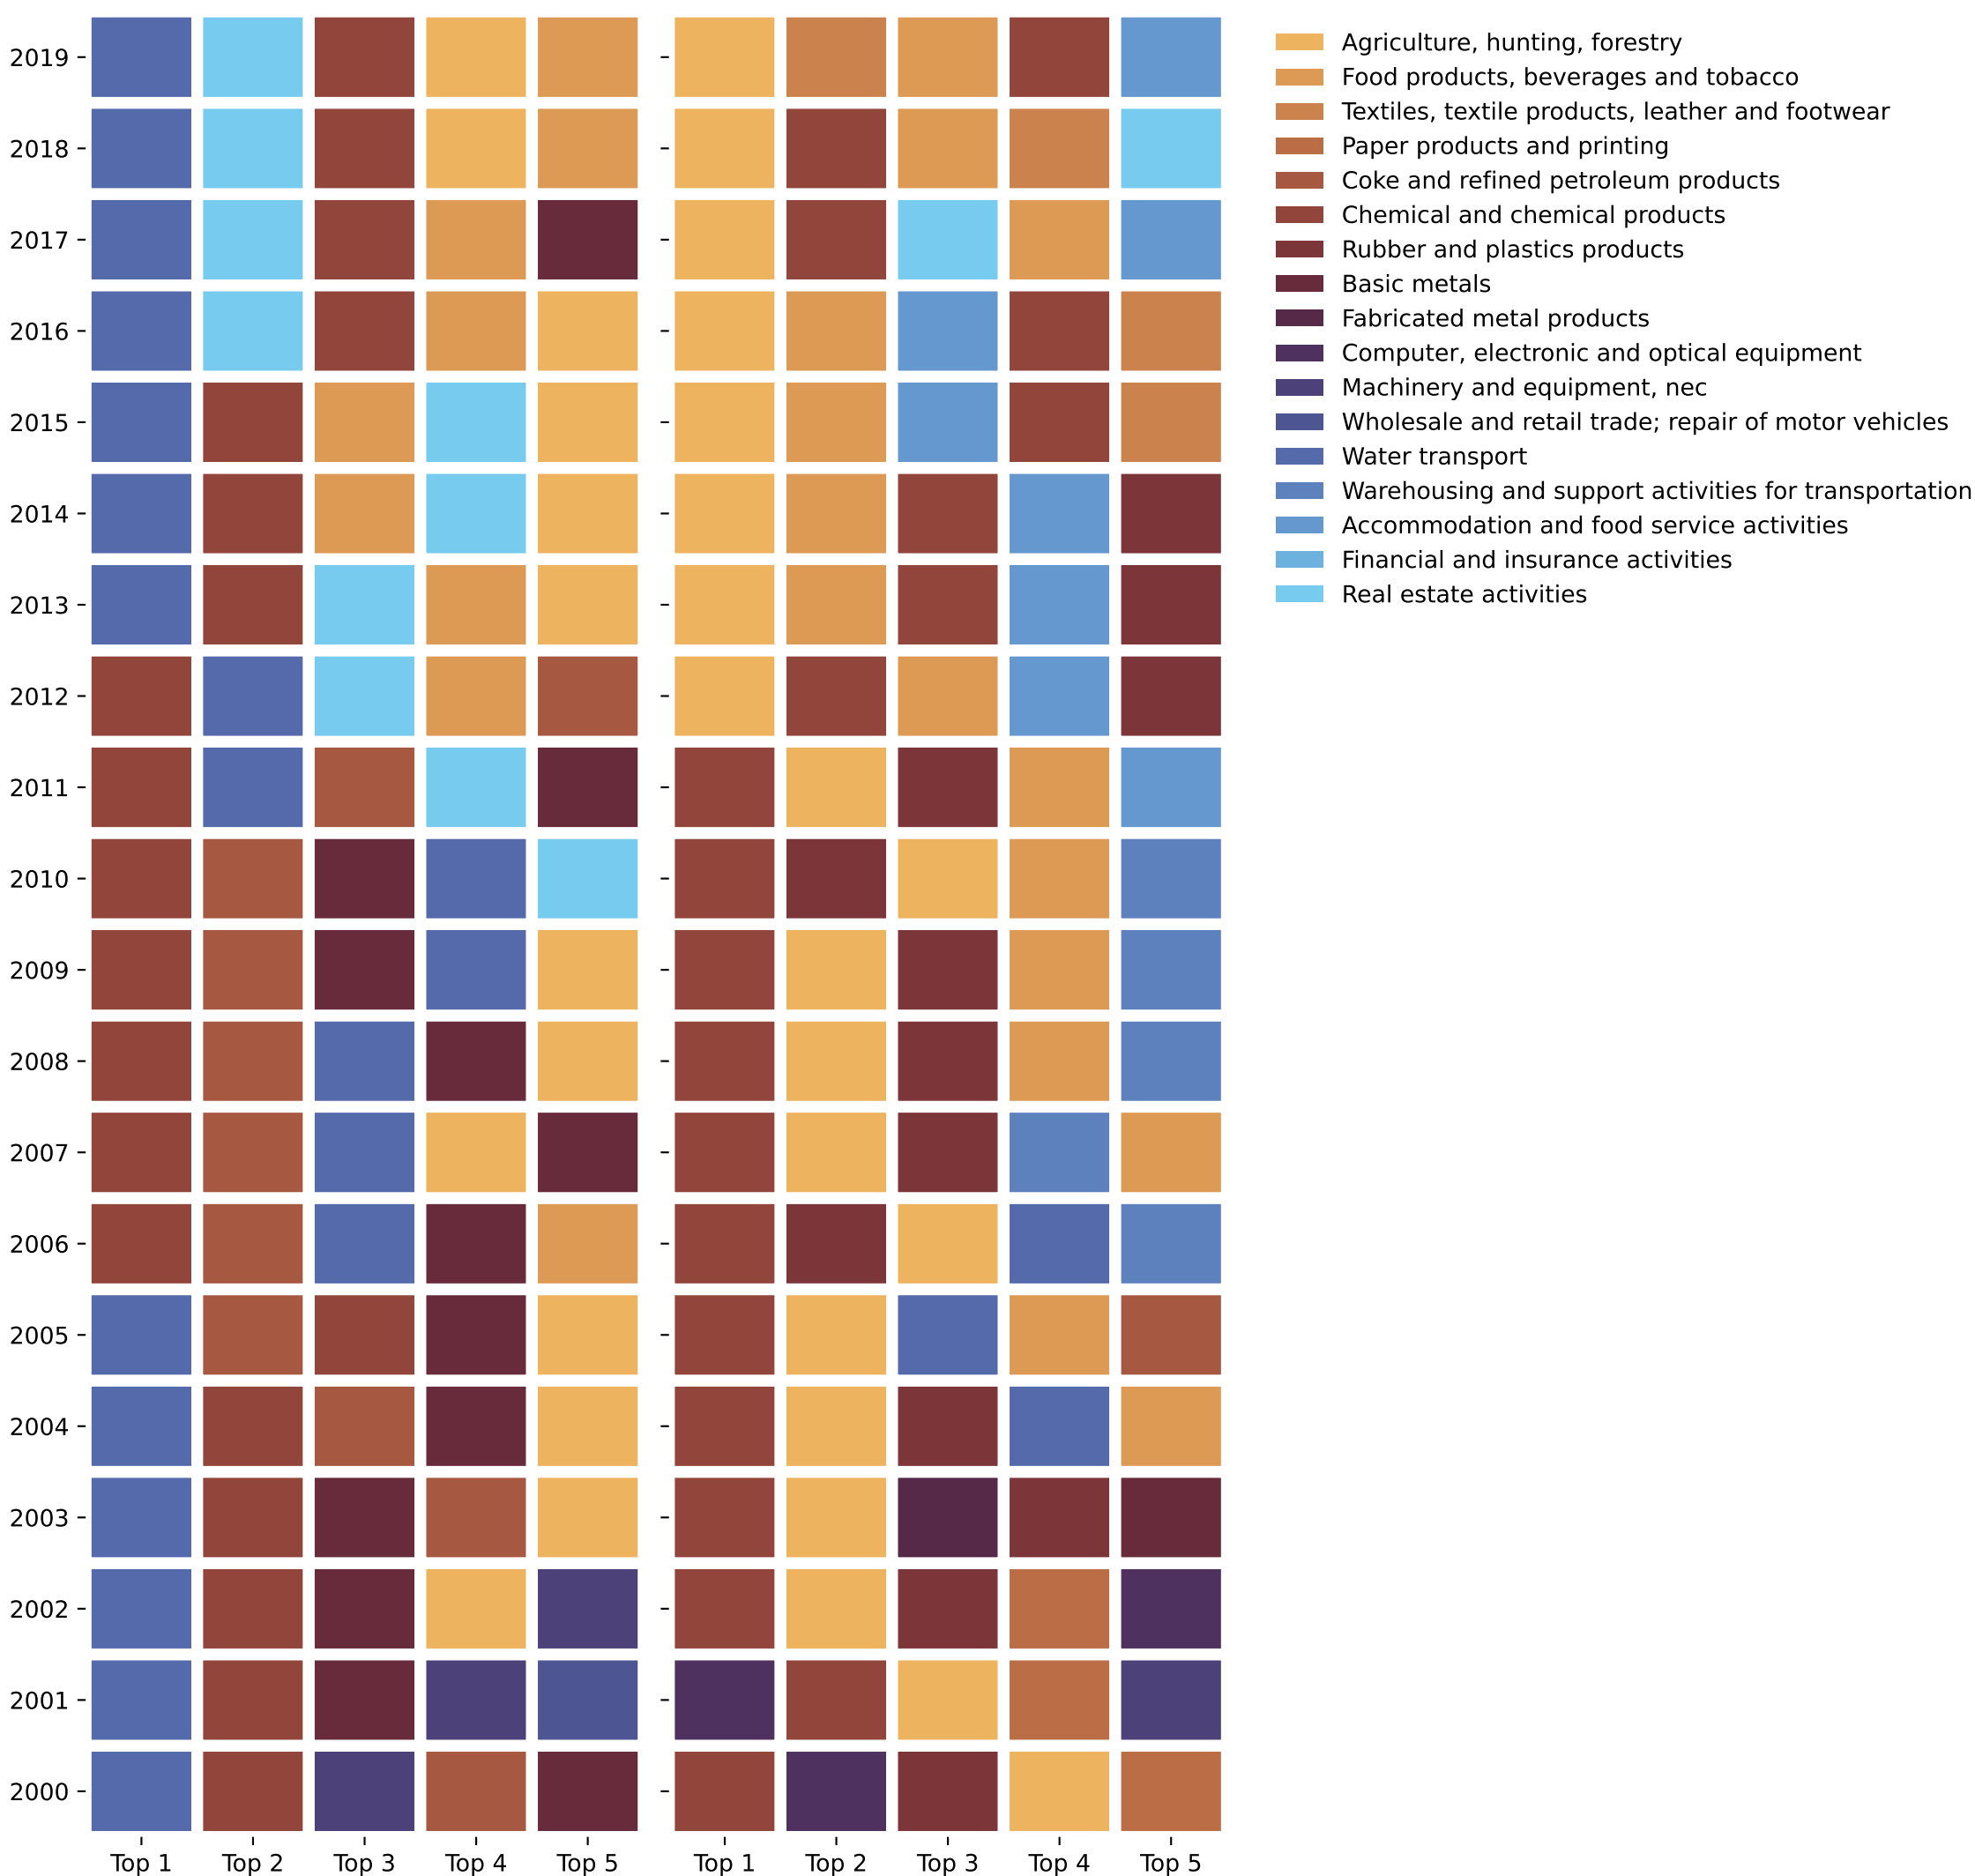 2019
2018
2017
2016
2015
2014
2013
2012
2011
2010
2009
2008
2007
2006
2005
2004
2003
2002
2001
2000
Top 1 Top 2 Top 3 Top 4 Top 5 Top 1 Top 2 Top 3 Top 4 Top 5
Agriculture, hunting, forestry
Food products, beverages and tobacco
Textiles, textile products, leather and footwear
Paper products and printing
Coke and refined petroleum products
Chemical and chemical products
Rubber and plastics products
Basic metals
Fabricated metal products
Computer, electronic and optical equipment
Machinery and equipment, nec
Wholesale and retail trade; repair of motor vehicles
Water transport
Warehousing and support activities for transportation
Accommodation and food service activities
Financial and insurance activities
Real estate activities